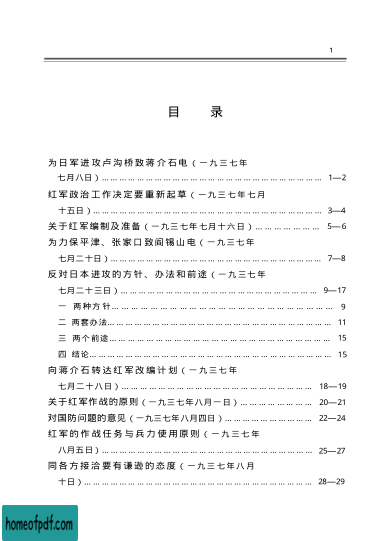 1
目 录
为日军进攻卢沟桥致蒋介石电（一九三七年
七月八日）…………………………………………………… 1—2
红军政治工作决定要重新起草（一九三七年七月
十五日）……………………………………………………… 3—4
关于红军编制及准备（一九三七年七月十六日）……………… 5—6
为力保平津、张家口致阎锡山电（一九三七年
七月二十日）………………………………………………… 7—8
反对日本进攻的方针、办法和前途（一九三七年
七月二十三日）……………………………………………… 9—17
一 两种方针…………………………………………………… 9
二 两套办法…………………………………………………… 11
三 两个前途…………………………………………………… 15
四 结论………………………………………………………… 15
向蒋介石转达红军改编计划（一九三七年
七月二十八日）……………………………………………… 18—19
关于红军作战的原则（一九三七年八月一日）………………… 20—21
对国防问题的意见（一九三七年八月四日）…………………… 22—24
红军的作战任务与兵力使用原则（一九三七年
八月五日）…………………………………………………… 25—27
同各方接洽要有谦逊的态度（一九三七年八月
十日）………………………………………………………… 28—29
homeofpdf.com